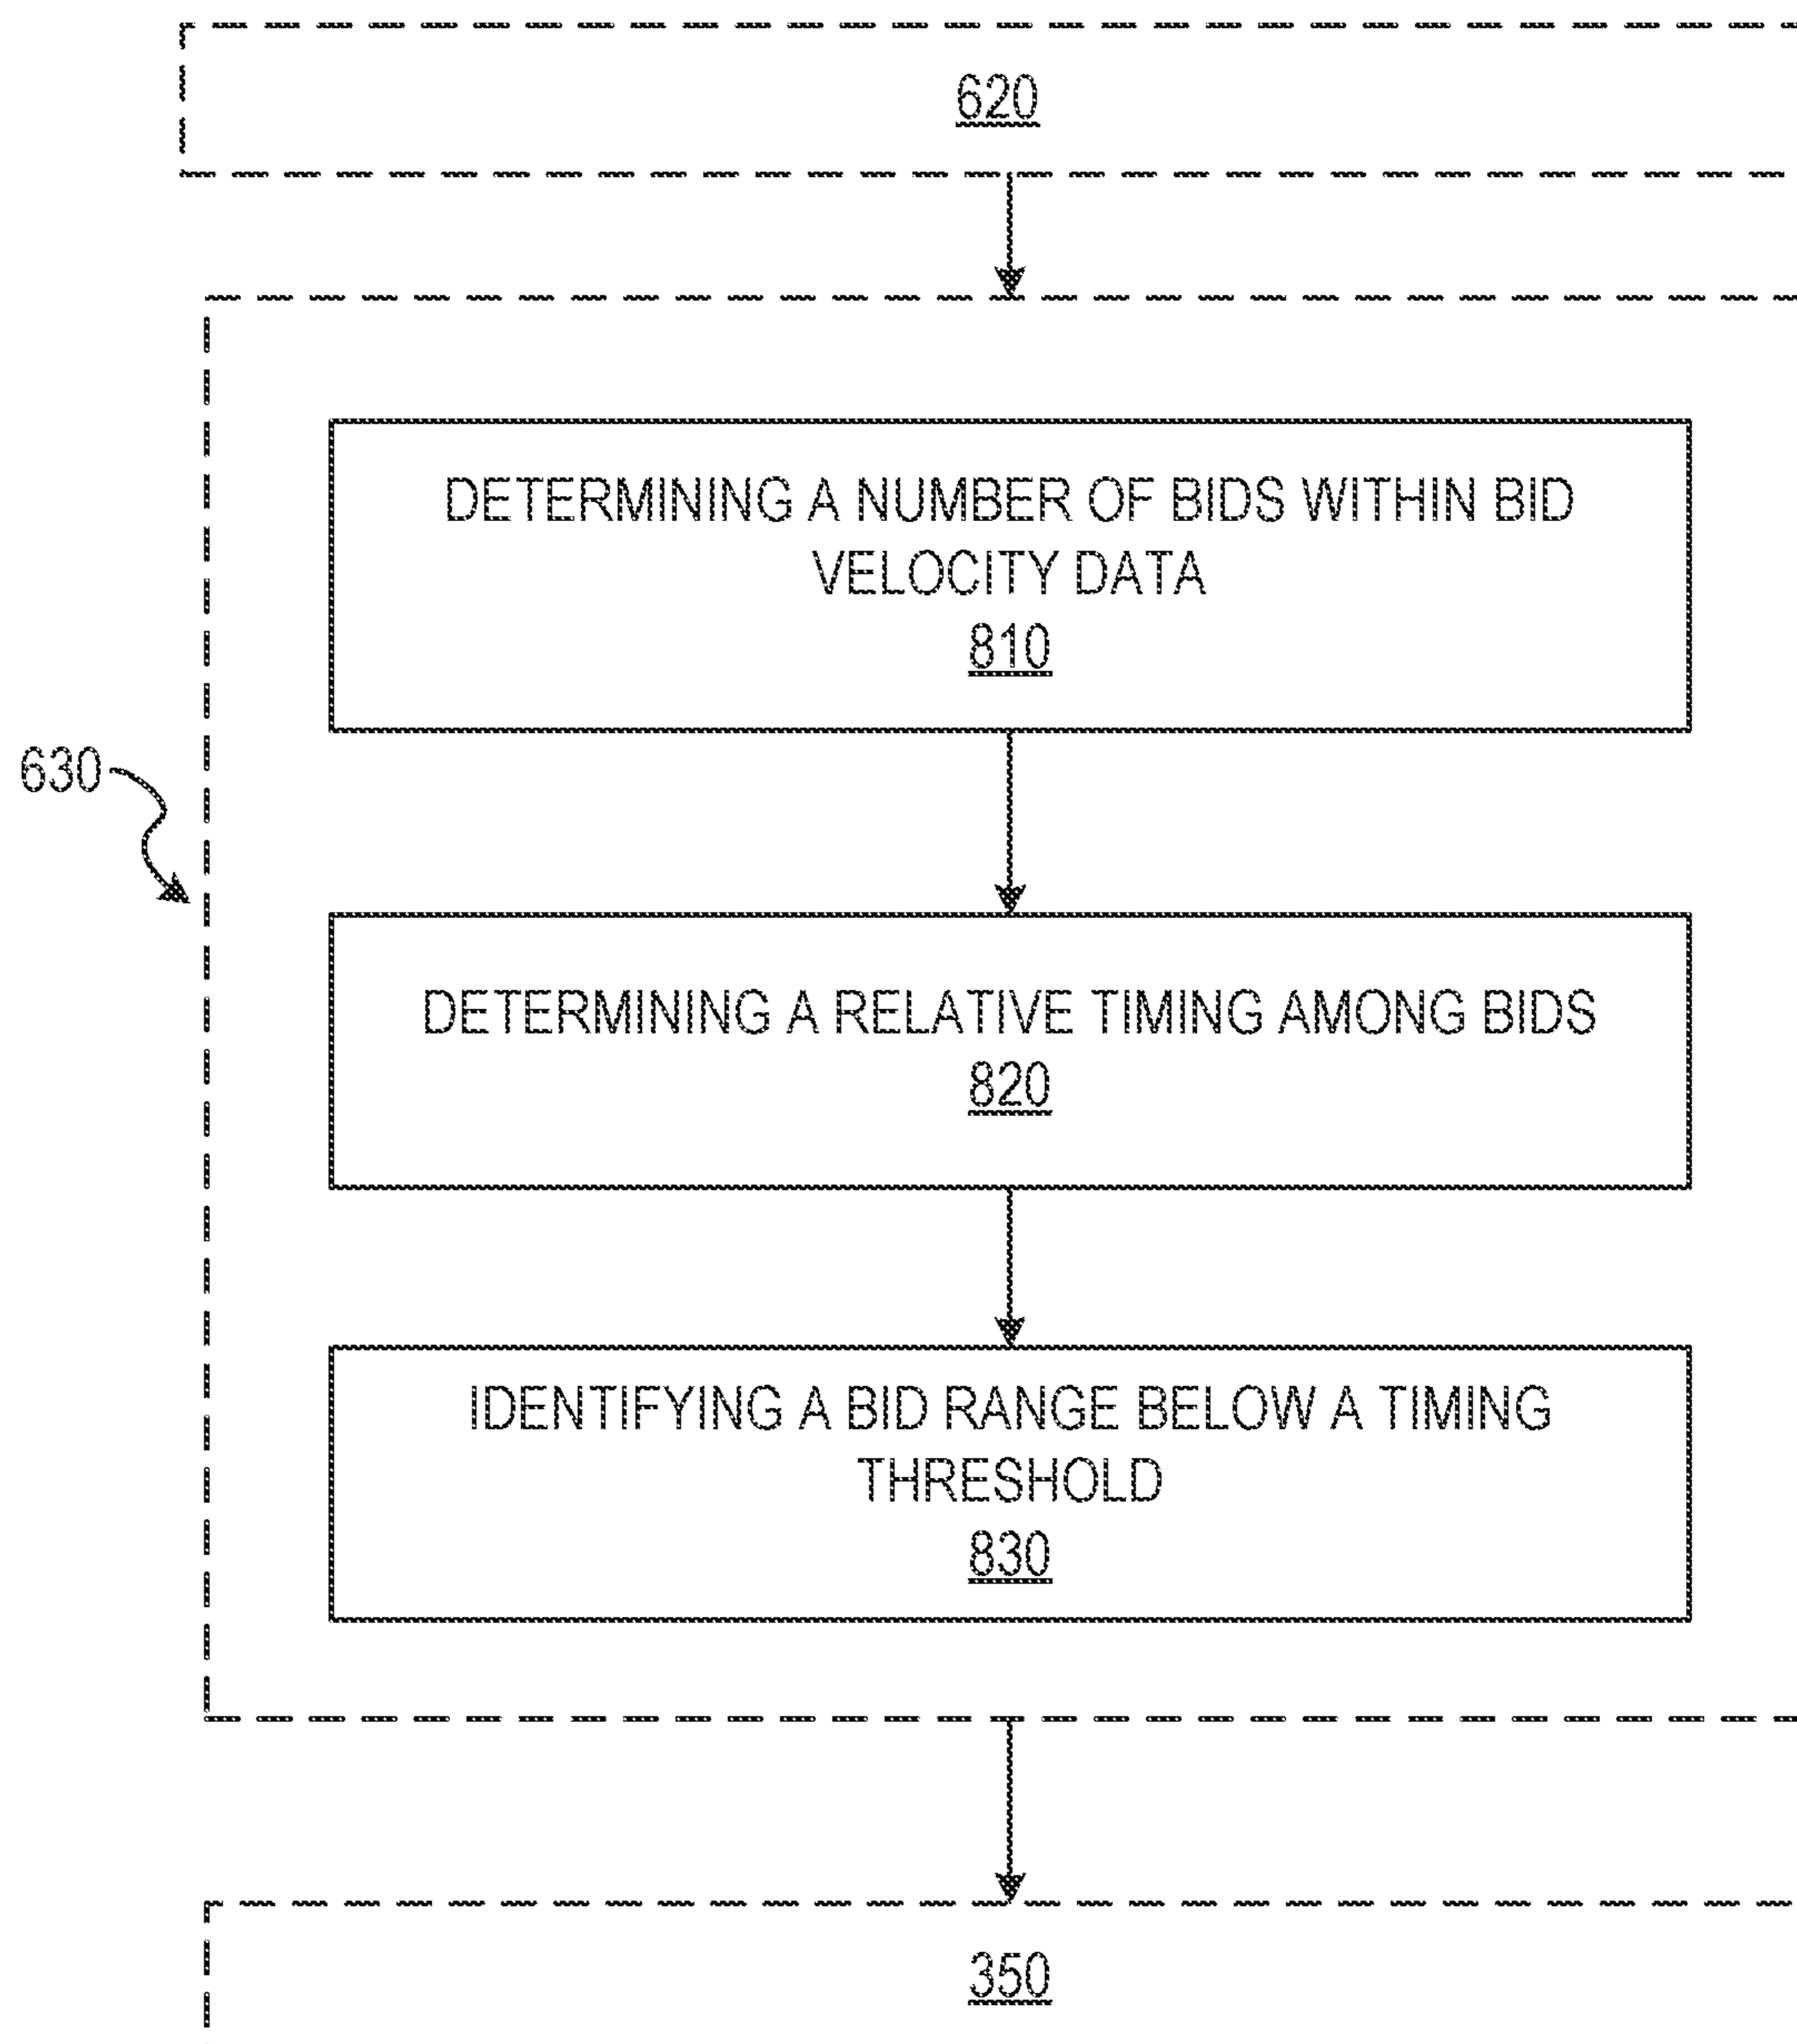 620
DETERMINING A NUMBER OF BIDS WITHIN BID
VELOCITY DATA
810
630
DETERMINING A RELATIVE TIMING AMONG BIDS
820
IDENTIFYING A BID RANGE BELOW A TIMING
THRESHOLD
830
350